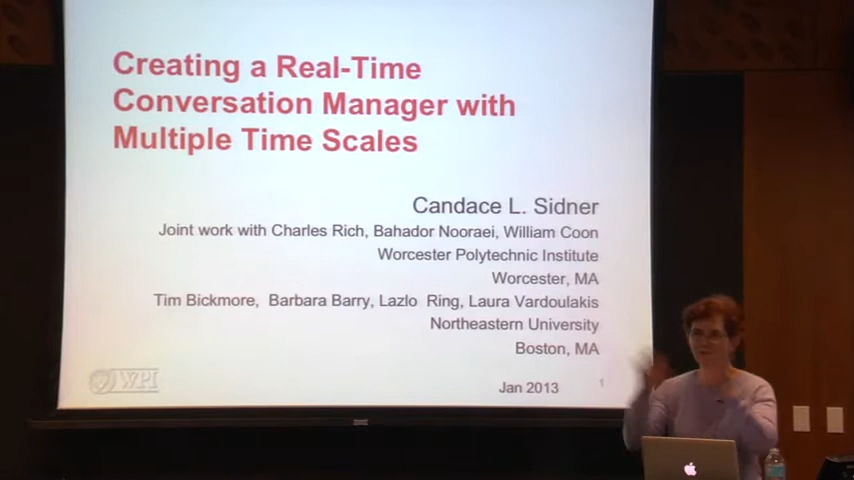 Creating a Real-Time
Conversation Manager with
Multiple Time Scales
Candace L. Sidner
Joint work with Charles Rich, Bahador Nooraei, William Coon
Worcester Polytechnic Institute
Worcester, MA
Tim Bickmore, Barbara Barry, Lazlo Ring, Laura Vardoulakis
Northeastern University
Boston, MA
WPI
Jan 2013
1